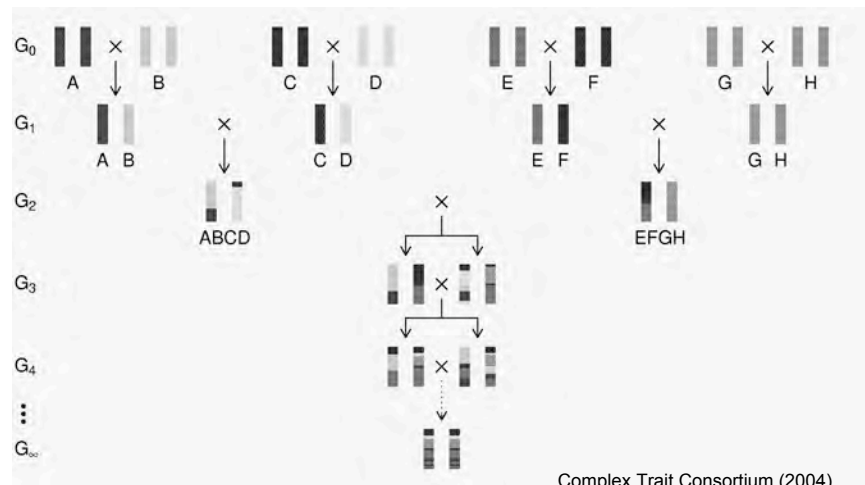 G₀
A B C D E F G H
G₁
A B C D E F G H
G₂
ABCD EFGH
G₃
G₄
G∞
Complex Trait Consortium (2004)